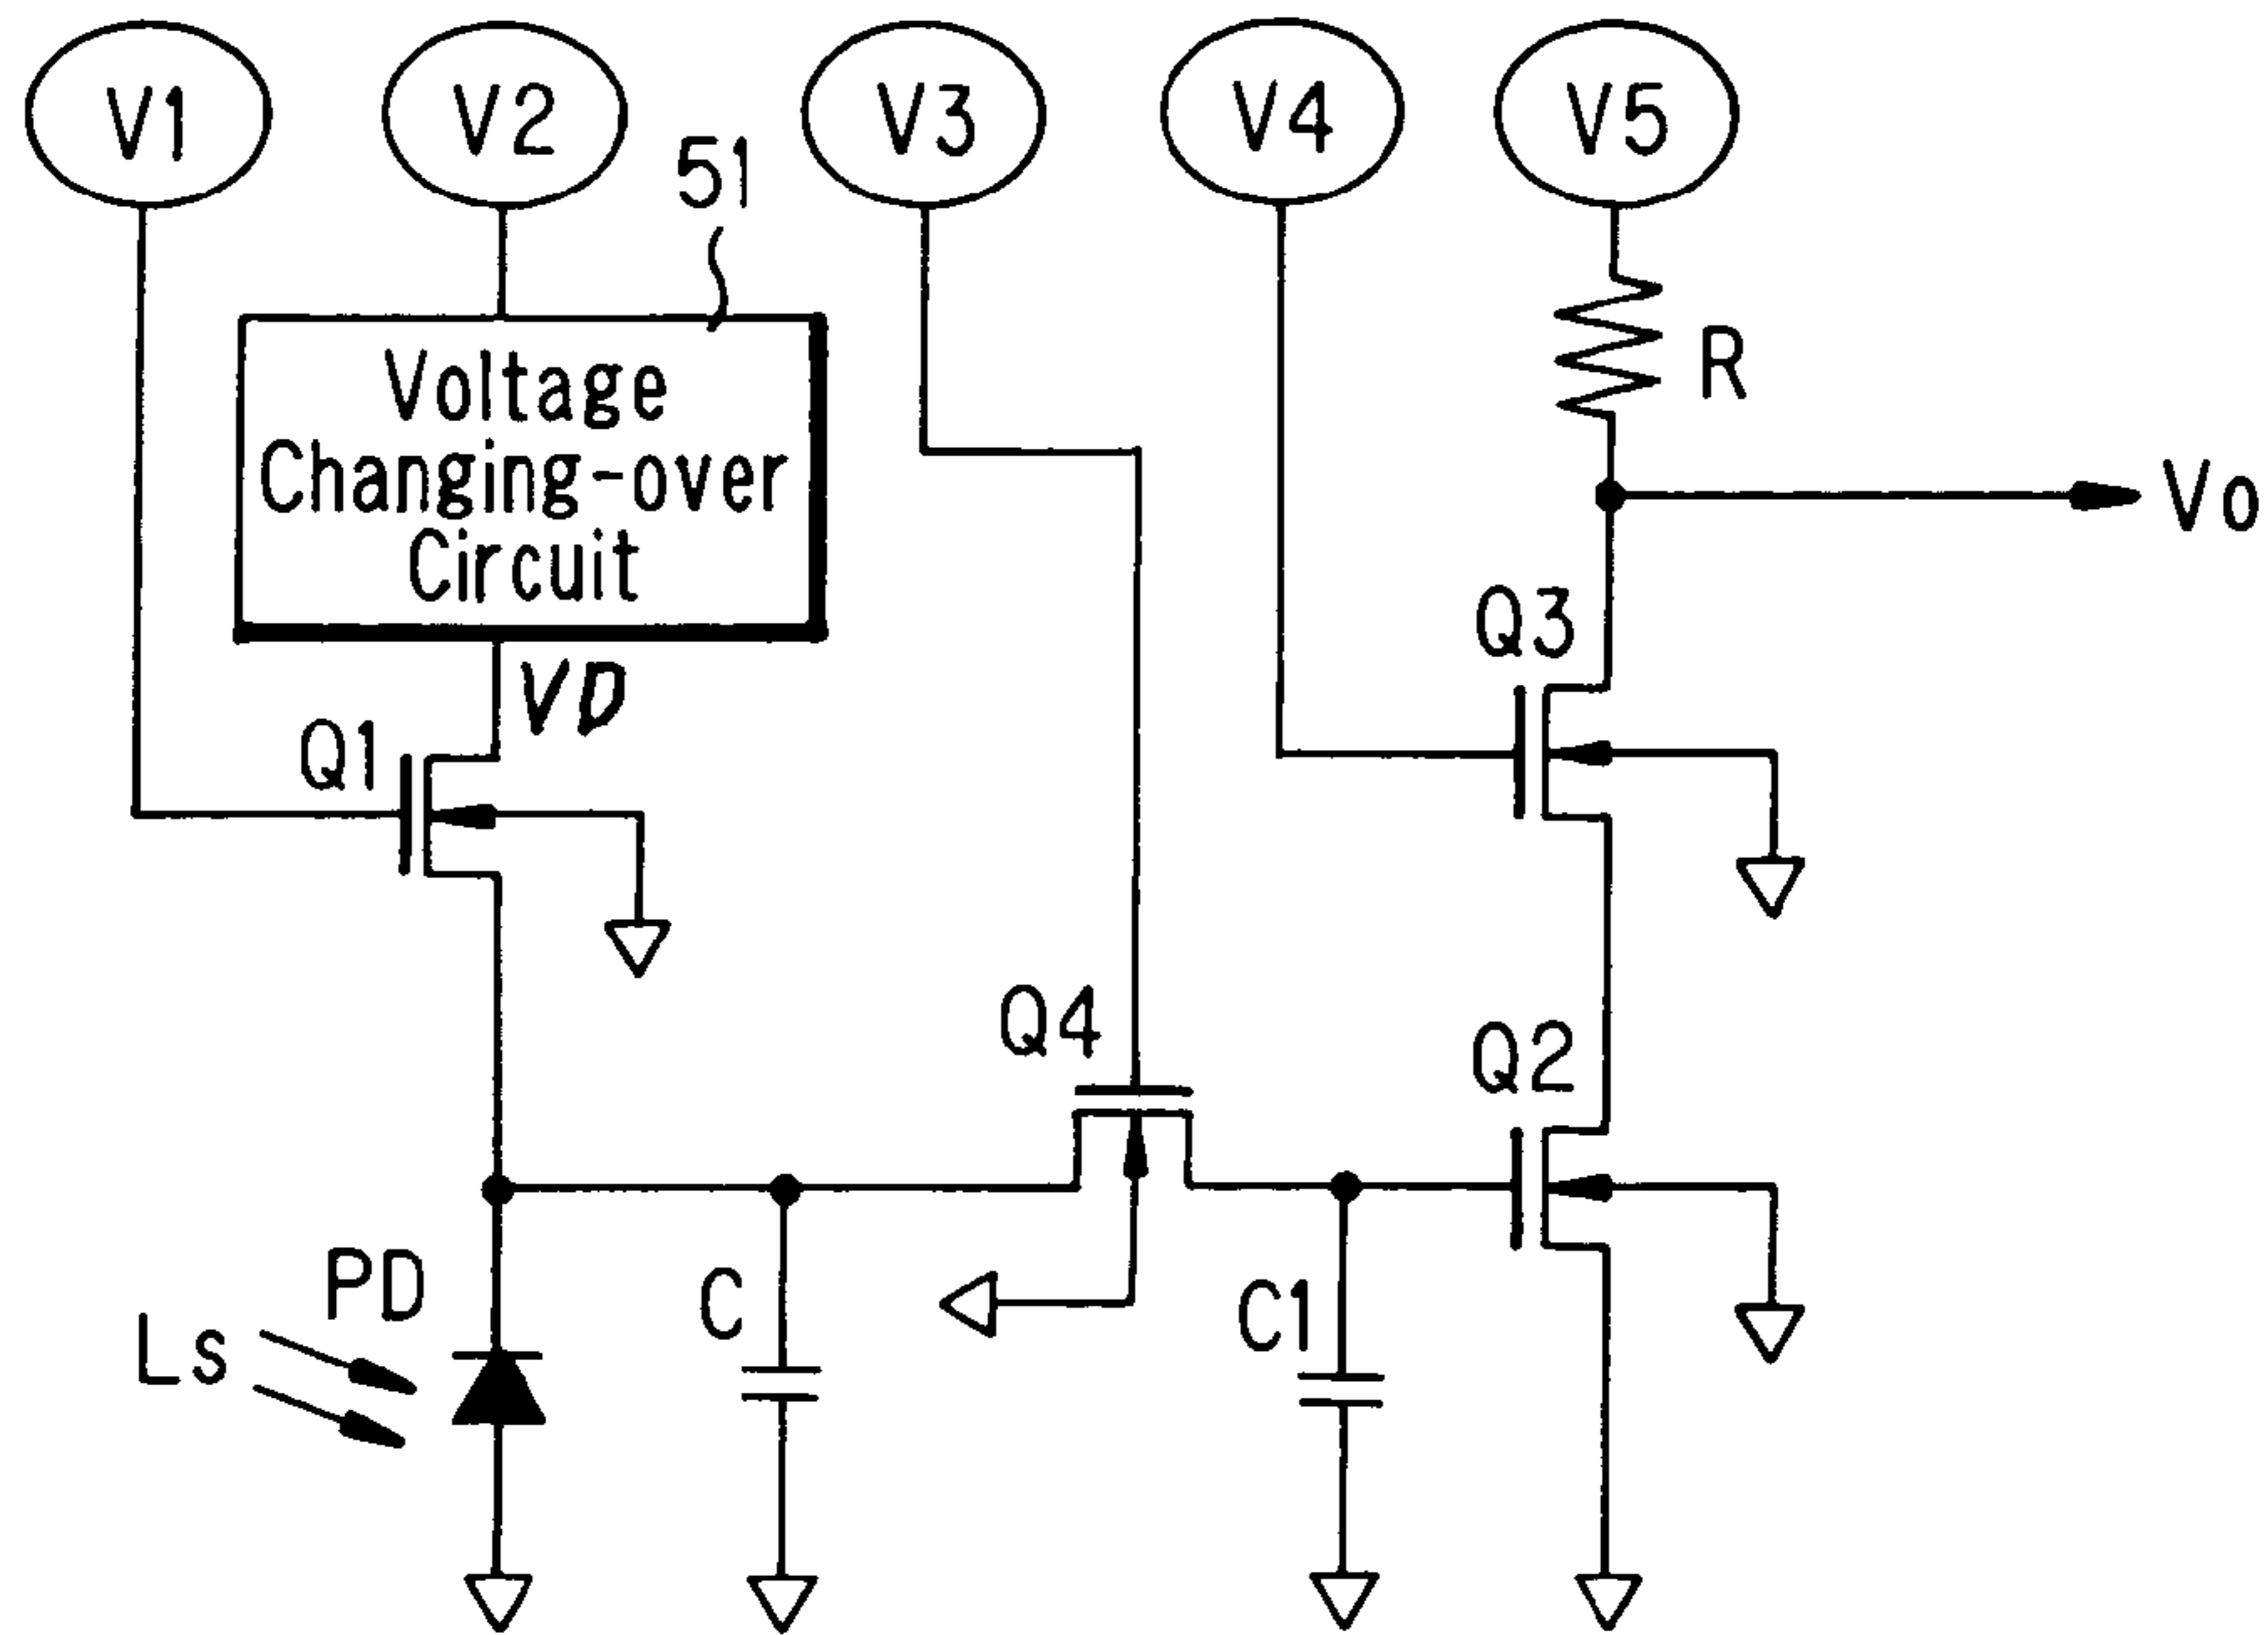 V1
V2
V3
V4
V5
51
Voltage
Changing-over
Circuit
R
Vo
VD
Q3
Q1
Q4
Q2
PD
C
C1
Ls